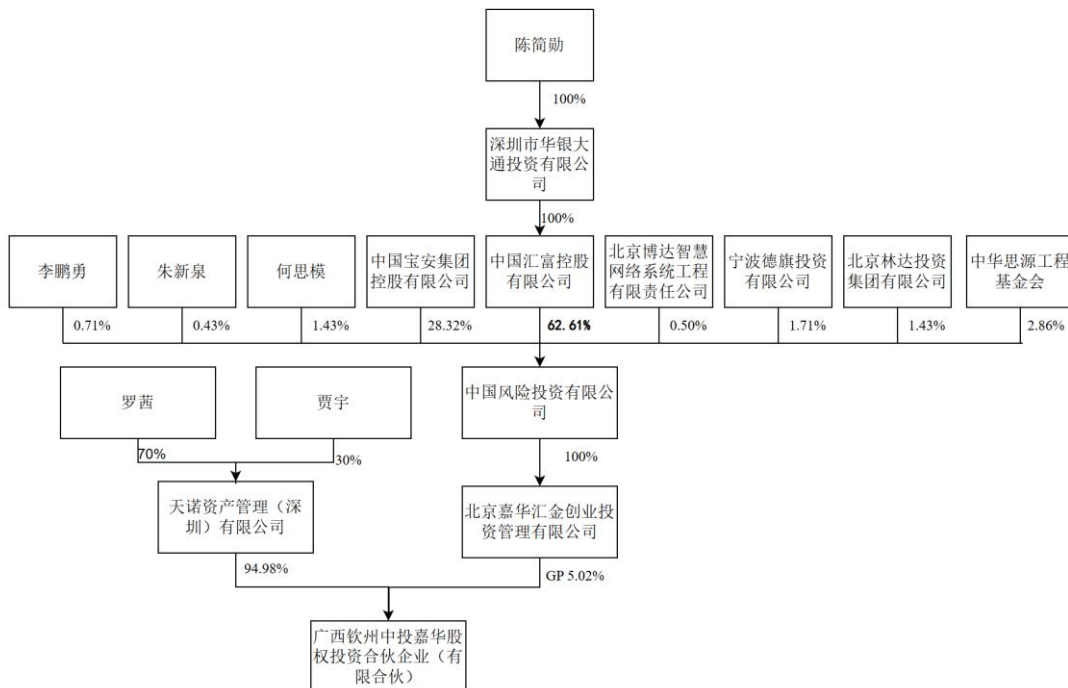 陈简勋
100%
深圳市华银大
通投资有限公
司
100%
李鹏勇
朱新泉
何思模
中国宝安集团
控股有限公司
中国汇富控股
有限公司
北京博达智慧
网络系统工程
有限责任公司
宁波德旗投资
有限公司
北京林达投资
集团有限公司
中华思源工程
基金会
0.71%
0.43%
1.43%
28.32%
62.61%
0.50%
1.71%
1.43%
2.86%
罗茜
贾宇
中国风险投资有限公
司
70%
30%
100%
天诺资产管理（深
圳）有限公司
北京嘉华汇金创业投
资管理有限公司
94.98%
GP 5.02%
广西钦州中投嘉华股
权投资合伙企业（有
限合伙）